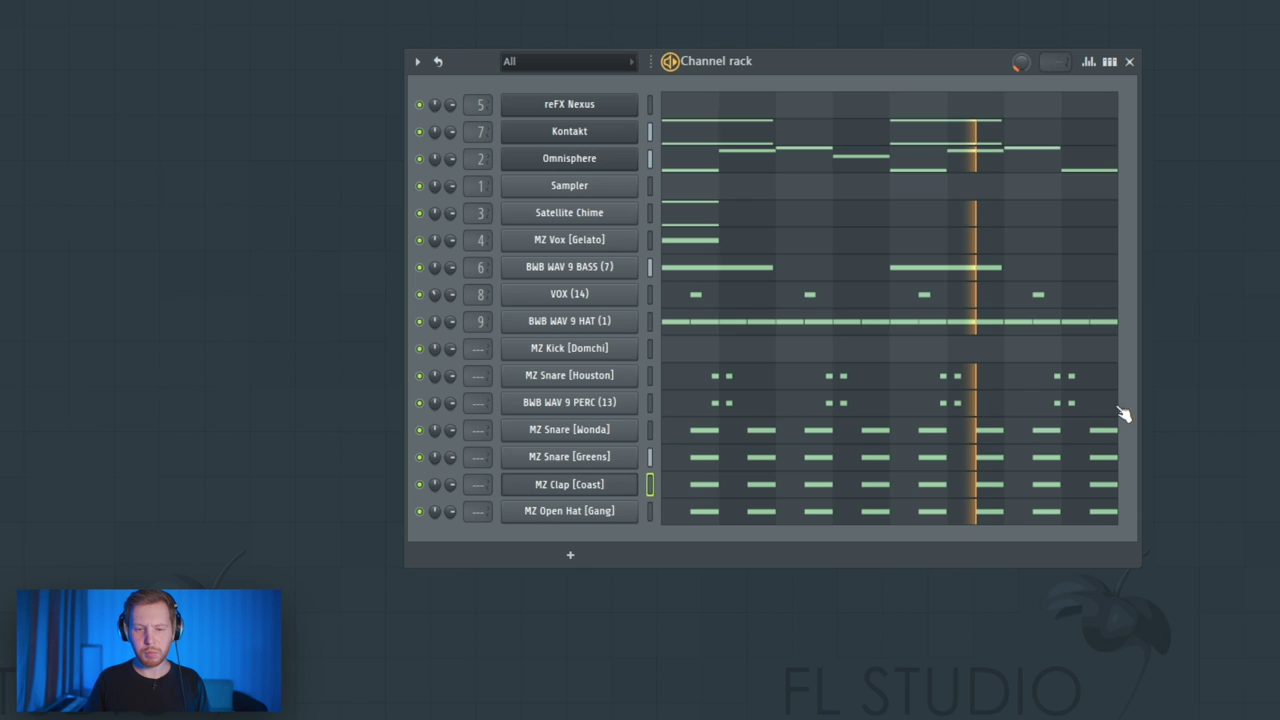 All
Channel rack
5 reFX Nexus
7 Kontakt
2 Omnisphere
1 Sampler
3 Satellite Chime
4 MZ Vox [Gelato]
6 BWB WAV 9 BASS (7)
8 VOX (14)
9 BWB WAV 9 HAT (1)
--- MZ Kick [Domchi]
--- MZ Snare [Houston]
--- BWB WAV 9 PERC (13)
--- MZ Snare [Wonda]
--- MZ Snare [Greens]
--- MZ Clap [Coast]
--- MZ Open Hat [Gang]
+
FL STUDIO